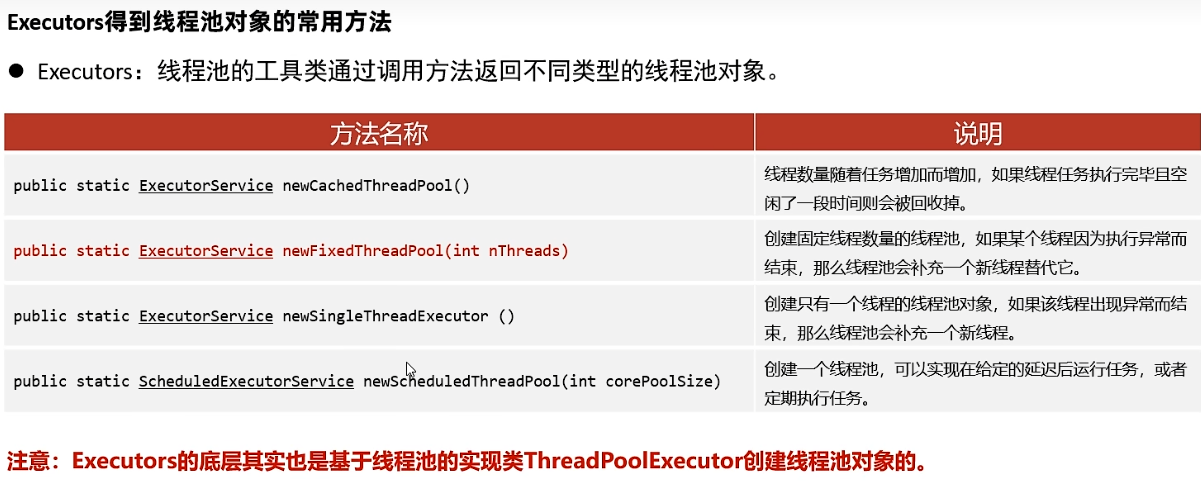 Executors得到线程池对象的常用方法
● Executors：线程池的工具类通过调用方法返回不同类型的线程池对象。
方法名称 说明
public static ExecutorService newCachedThreadPool()
线程数量随着任务增加而增加，如果线程任务执行完毕且空
闲了一段时间则会被回收掉。
public static ExecutorService newFixedThreadPool(int nThreads)
创建固定线程数量的线程池，如果某个线程因为执行异常而
结束，那么线程池会补充一个新线程替代它。
public static ExecutorService newSingleThreadExecutor ()
创建只有一个线程的线程池对象，如果该线程出现异常而结
束，那么线程池会补充一个新线程。
public static ScheduledExecutorService newScheduledThreadPool(int corePoolSize)
创建一个线程池，可以实现在给定的延迟后运行任务，或者
定期执行任务。
注意：Executors的底层其实也是基于线程池的实现类ThreadPoolExecutor创建线程池对象的。